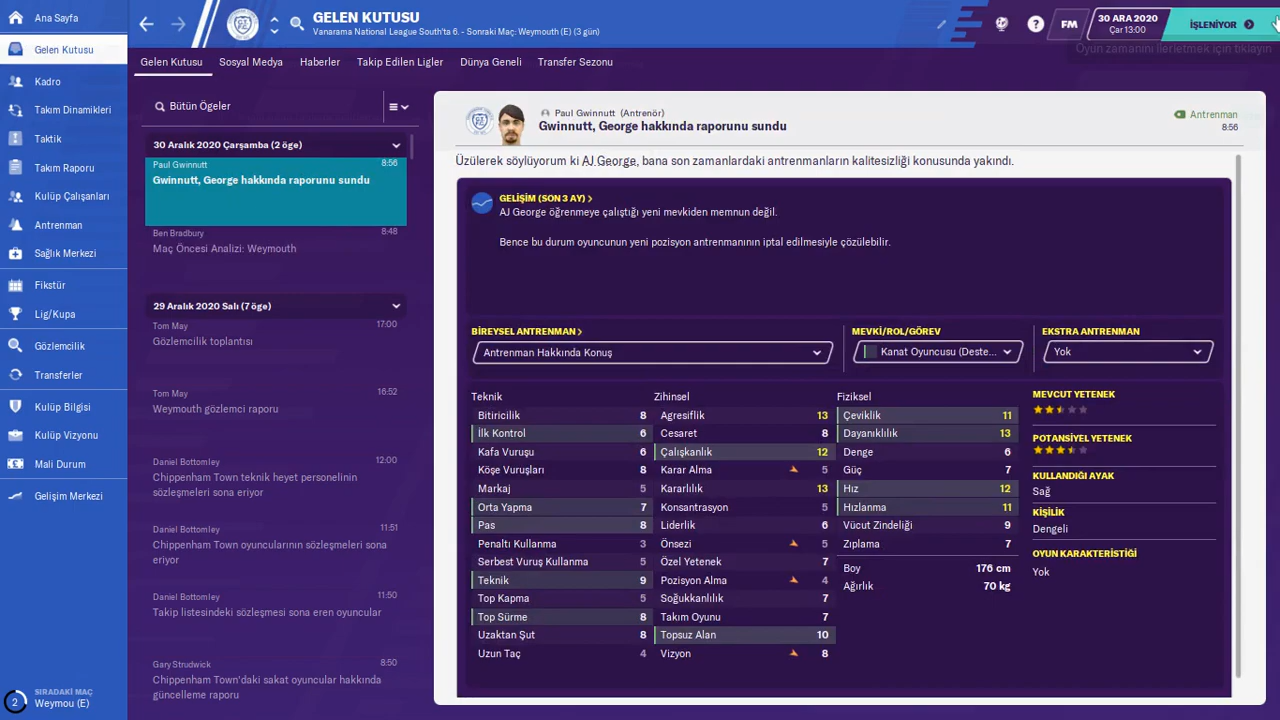 Ana Sayfa
Gelen Kutusu
Kadro
Takım Dinamikleri
Taktik
Takım Raporu
Kulüp Çalışanları
Antrenman
Sağlık Merkezi
Fikstür
Lig/Kupa
Gözlemcilik
Transferler
Kulüp Bilgisi
Kulüp Vizyonu
Mali Durum
Gelişim Merkezi
2
SIRADAKİ MAÇ
Weymou (E)
GELEN KUTUSU
Vanarama National League South'ta 6. - Sonraki Maç: Weymouth (E) (3 gün)
?
FM
30 ARA 2020
Çar 13:00
İŞLENİYOR
Oyun zamanını ilerletmek için tıklayın
Gelen Kutusu
Sosyal Medya
Haberler
Takip Edilen Ligler
Dünya Geneli
Transfer Sezonu
Bütün Ögeler
30 Aralık 2020 Çarşamba (2 öge)
Paul Gwinnutt 8:56
Gwinnutt, George hakkında raporunu sundu
Ben Bradbury 8:48
Maç Öncesi Analizi: Weymouth
29 Aralık 2020 Salı (7 öge)
Tom May 17:00
Gözlemcilik toplantısı
Tom May 16:52
Weymouth gözlemci raporu
Daniel Bottomley 12:00
Chippenham Town teknik heyet personelinin
sözleşmeleri sona eriyor
Daniel Bottomley 11:51
Chippenham Town oyuncularının sözleşmeleri sona
eriyor
Daniel Bottomley 11:50
Takip listesindeki sözleşmesi sona eren oyuncular
Gary Strudwick 8:50
Chippenham Town'daki sakat oyuncular hakkında
güncelleme raporu
Paul Gwinnutt (Antrenör)
Gwinnutt, George hakkında raporunu sundu
Antrenman
8:56
Üzülerek söylüyorum ki AJ George, bana son zamanlardaki antrenmanların kalitesizliği konusunda yakındı.
GELİŞİM (SON 3 AY)
AJ George öğrenmeye çalıştığı yeni mevkiden memnun değil.
Bence bu durum oyuncunun yeni pozisyon antrenmanının iptal edilmesiyle çözülebilir.
BİREYSEL ANTRENMAN
Antrenman Hakkında Konuş
MEVKİ/ROL/GÖREV
Kanat Oyuncusu (Deste...
EKSTRA ANTRENMAN
Yok
Teknik
Bitiricilik 8
İlk Kontrol 6
Kafa Vuruşu 6
Köşe Vuruşları 8
Markaj 5
Orta Yapma 7
Pas 8
Penaltı Kullanma 3
Serbest Vuruş Kullanma 5
Teknik 9
Top Kapma 5
Top Sürme 8
Uzaktan Şut 8
Uzun Taç 4
Zihinsel
Agresiflik 13
Cesaret 8
Çalışkanlık 12
Karar Alma 5
Kararlılık 13
Konsantrasyon 5
Liderlik 6
Önsezi 5
Özel Yetenek 7
Pozisyon Alma 4
Soğukkanlılık 7
Takım Oyunu 7
Topsuz Alan 10
Vizyon 8
Fiziksel
Çeviklik 11
Dayanıklılık 13
Denge 6
Güç 7
Hız 12
Hızlanma 11
Vücut Zindeliği 9
Zıplama 7
Boy 176 cm
Ağırlık 70 kg
MEVCUT YETENEK
POTANSİYEL YETENEK
KULLANDIĞI AYAK
Sağ
KİŞİLİK
Dengeli
OYUN KARAKTERİSTİĞİ
Yok